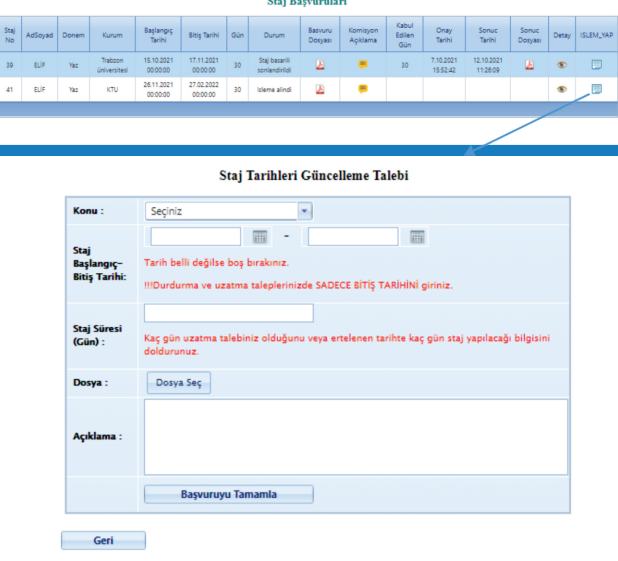 Staj Başvuruları
Staj No AdSoyad Donem Kurum Başlangıç Tarihi Bitiş Tarihi Gün Durum Basvuru Dosyası Komisyon Açıklama Kabul Edilen Gün Onay Tarihi Sonuc Tarihi Sonuc Dosyası Detay ISLEM_YAP
39 ELİF Yaz Trabzon üniversitesi 15.10.2021 00:00:00 17.11.2021 00:00:00 30 Staj basarili sonlandirildi 30 7.10.2021 15:52:42 12.10.2021 11:26:09
41 ELİF Yaz KTU 26.11.2021 00:00:00 27.02.2022 00:00:00 30 Isleme alindi
Staj Tarihleri Güncelleme Talebi
Konu : Seçiniz
Staj Başlangıç– Bitiş Tarihi: -
Tarih belli değilse boş bırakınız.
!!!Durdurma ve uzatma taleplerinizde SADECE BİTİŞ TARİHİNİ giriniz.
Staj Süresi (Gün) :
Kaç gün uzatma talebiniz olduğunu veya ertelenen tarihte kaç gün staj yapılacağı bilgisini
doldurunuz.
Dosya : Dosya Seç
Açıklama :
Başvuruyu Tamamla
Geri